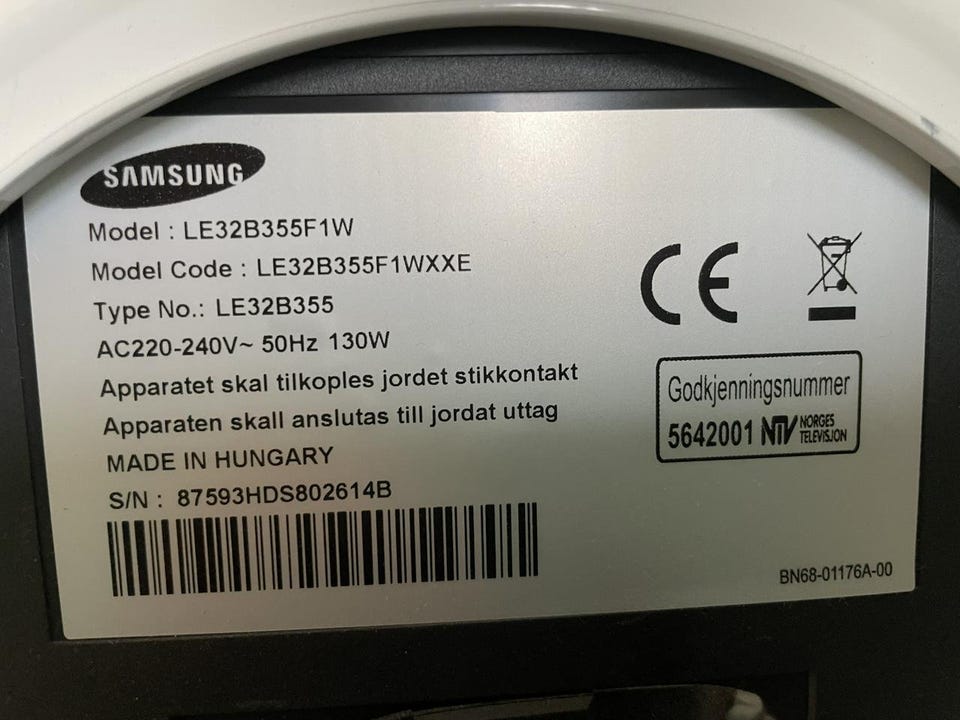 SAMSUNG
Model : LE32B355F1W
Model Code : LE32B355F1WXXE
Type No.: LE32B355
AC220-240V~ 50Hz 130W
Apparatet skal tilkoples jordet stikkontakt
Apparaten skall anslutas till jordat uttag
MADE IN HUNGARY
S/N : 87593HDS802614B
CE
Godkjenningsnummer
5642001 NTV NORGES
TELEVISJON
BN68-01176A-00